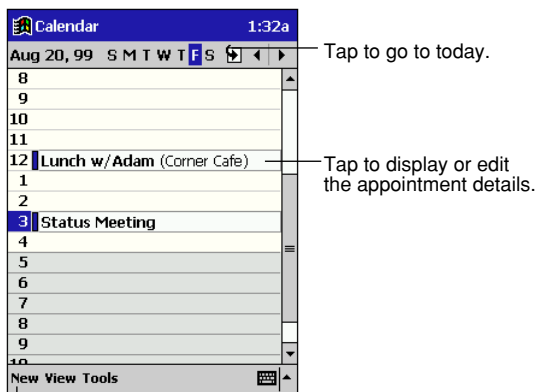 Calendar 1:32a
Aug 20, 99 S M T W T F S
Tap to go to today.
8
9
10
11
12 Lunch w/Adam (Corner Cafe)
Tap to display or edit
the appointment details.
1
2
3 Status Meeting
4
5
6
7
8
9
10
New View Tools